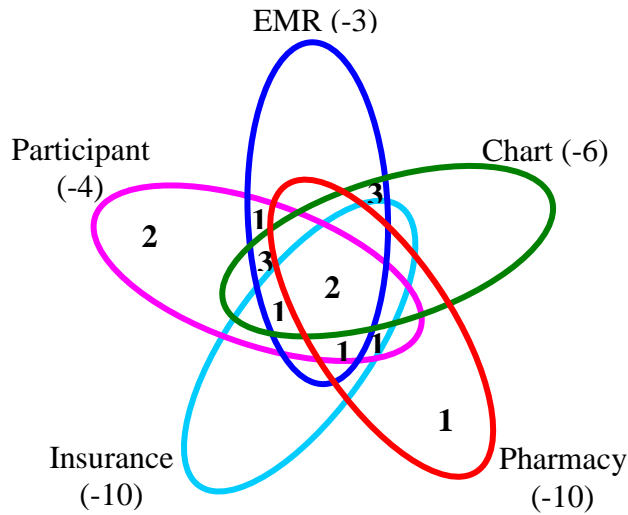 EMR (-3)
Participant
(-4)
Chart (-6)
3
1
2
3
2
1
1
1
1
Insurance
(-10)
Pharmacy
(-10)